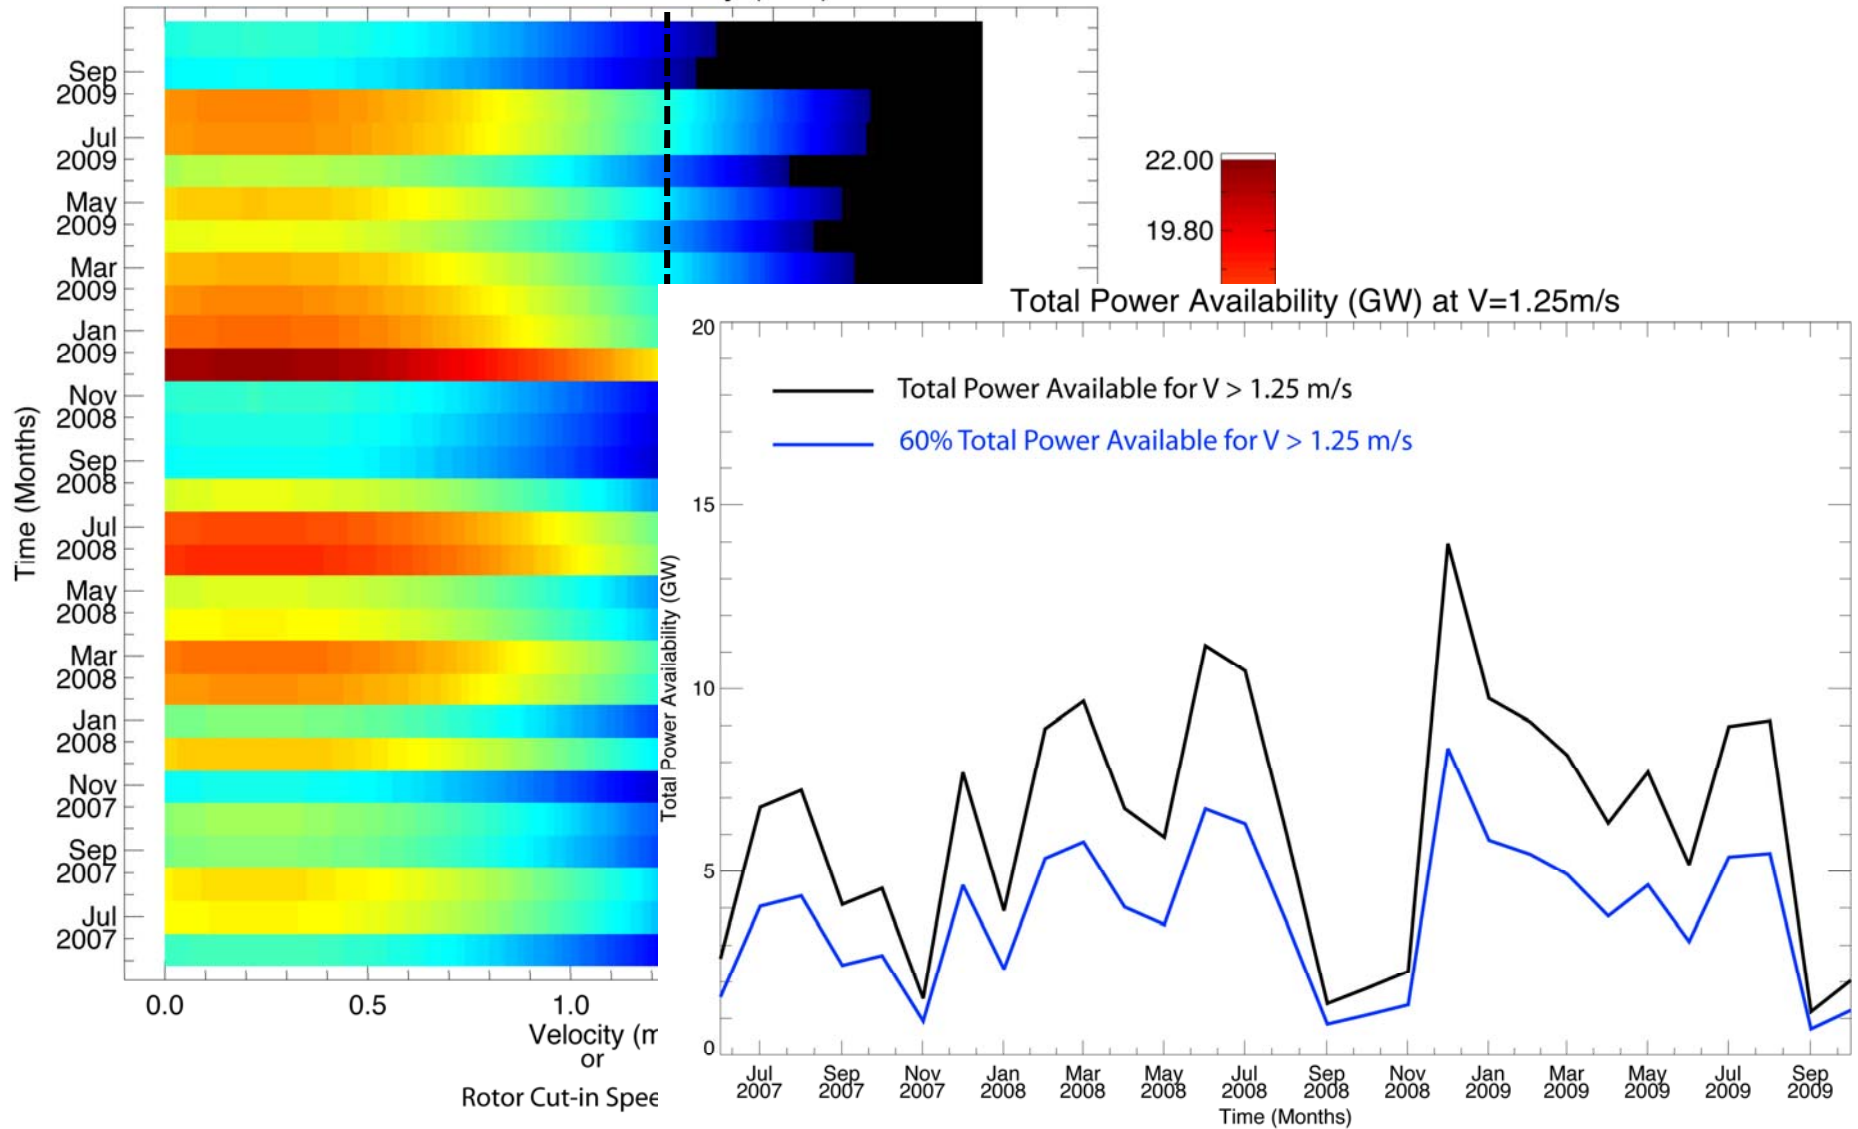 Sep
2009
Jul
2009
May
2009
Mar
2009
Jan
2009
Nov
2008
Sep
2008
Jul
2008
May
2008
Mar
2008
Jan
2008
Nov
2007
Sep
2007
Jul
2007
Time (Months)
0.0 0.5 1.0
Velocity (m
or
Rotor Cut-in Spee
22.00
19.80
Total Power Availability (GW) at V=1.25m/s
Total Power Available for V > 1.25 m/s
60% Total Power Available for V > 1.25 m/s
20
15
10
5
0
Total Power Availability (GW)
Jul Sep Nov Jan Mar May Jul Sep Nov Jan Mar May Jul Sep
2007 2007 2007 2008 2008 2008 2008 2008 2008 2009 2009 2009 2009 2009
Time (Months)